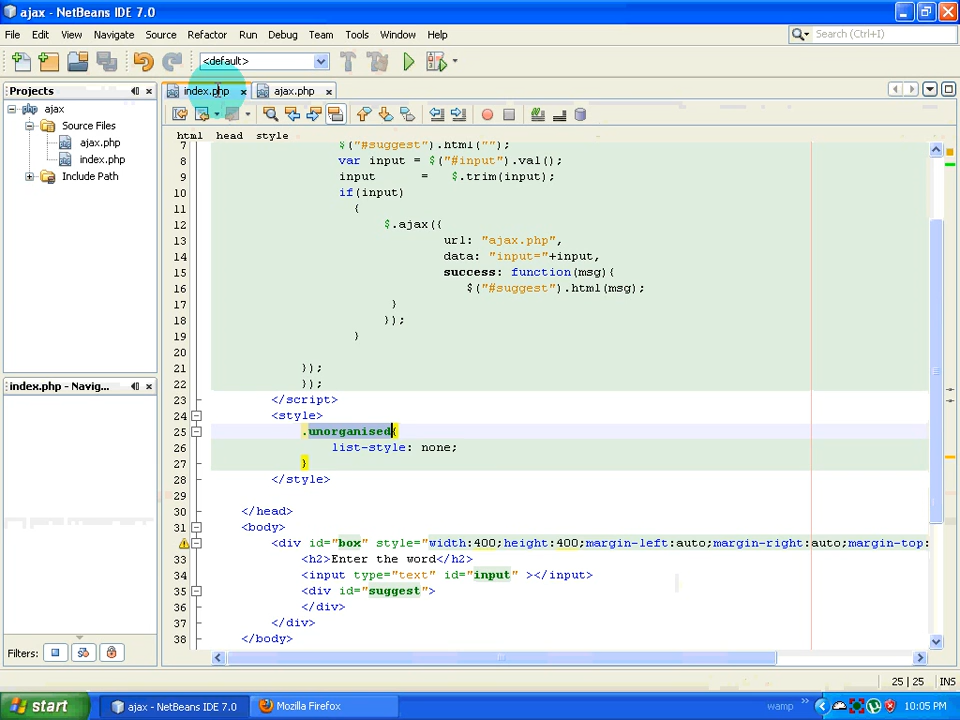 ajax - NetBeans IDE 7.0
File Edit View Navigate Source Refactor Run Debug Team Tools Window Help
Search (Ctrl+I)
<default>
Projects
index.php
ajax.php
ajax
Source Files
ajax.php
index.php
Include Path
index.php - Navig...
Filters:
html head style
7 $("#suggest").html("");
8 var input = $("#input").val();
9 input = $.trim(input);
10 if(input)
11 {
12 $.ajax({
13 url: "ajax.php",
14 data: "input="+input,
15 success: function(msg){
16 $("#suggest").html(msg);
17 }
18 });
19 }
20
21 });
22 });
23 </script>
24 <style>
25 .unorganised{
26 list-style: none;
27 }
28 </style>
29
30 </head>
31 <body>
<div id="box" style="width:400;height:400;margin-left:auto;margin-right:auto;margin-top:
33 <h2>Enter the word</h2>
34 <input type="text" id="input" ></input>
35 <div id="suggest">
36 </div>
37 </div>
38 </body>
25 | 25 INS
start
ajax - NetBeans IDE 7.0
Mozilla Firefox
wamp
10:05 PM